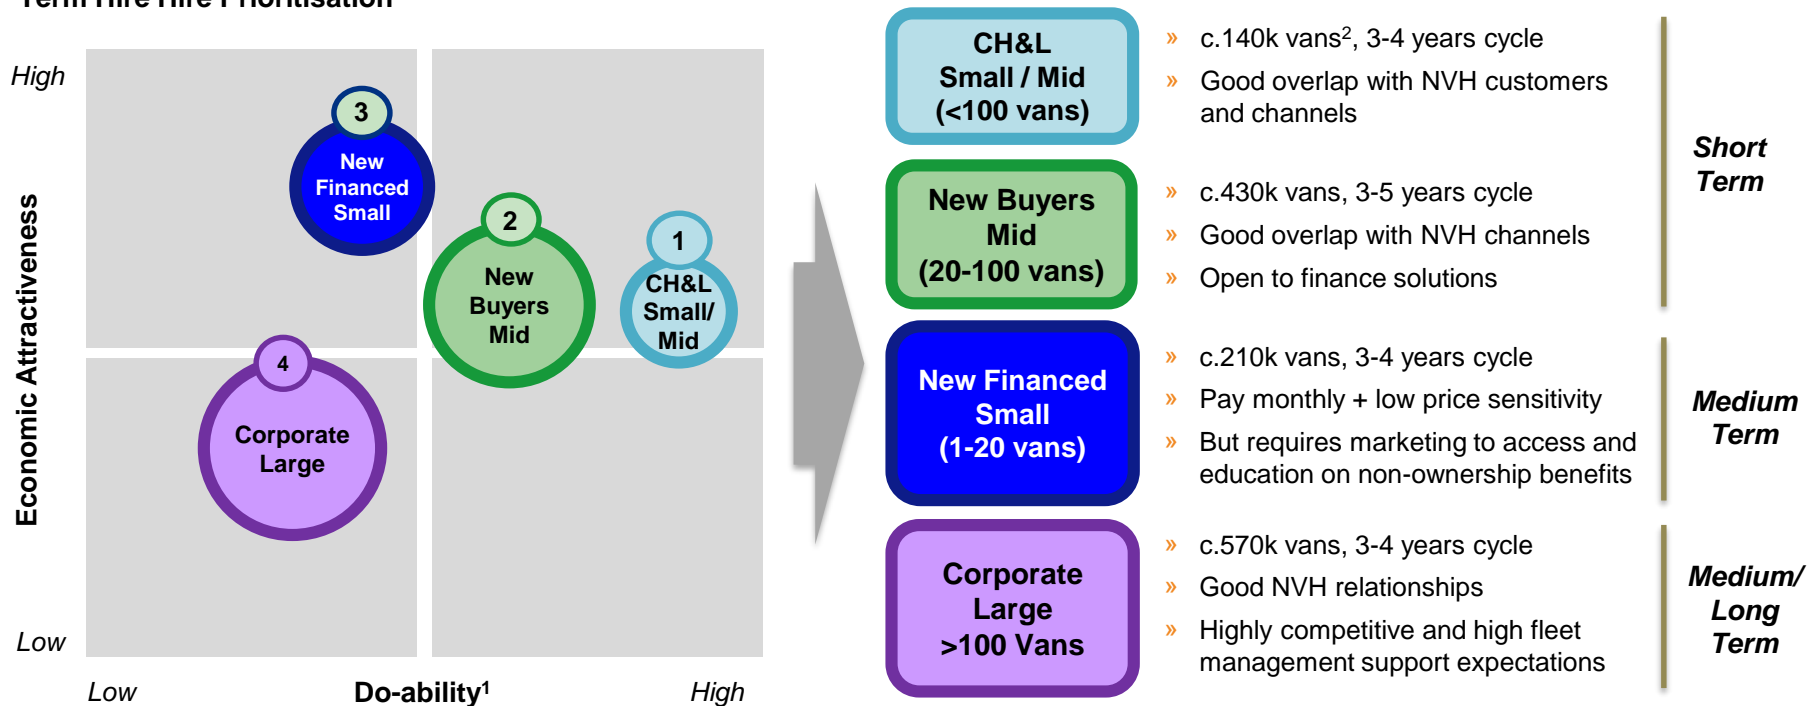 Term Hire Hire Prioritisation
High
Economic Attractiveness
Low
Low
Do-ability¹
High
3
New
Financed
Small
2
New
Buyers
Mid
1
CH&L
Small/
Mid
4
Corporate
Large
CH&L
Small / Mid
(<100 vans)
» c.140k vans², 3-4 years cycle
» Good overlap with NVH customers
and channels
New Buyers
Mid
(20-100 vans)
» c.430k vans, 3-5 years cycle
» Good overlap with NVH channels
» Open to finance solutions
Short
Term
New Financed
Small
(1-20 vans)
» c.210k vans, 3-4 years cycle
» Pay monthly + low price sensitivity
» But requires marketing to access and
education on non-ownership benefits
Medium
Term
Corporate
Large
>100 Vans
» c.570k vans, 3-4 years cycle
» Good NVH relationships
» Highly competitive and high fleet
management support expectations
Medium/
Long
Term